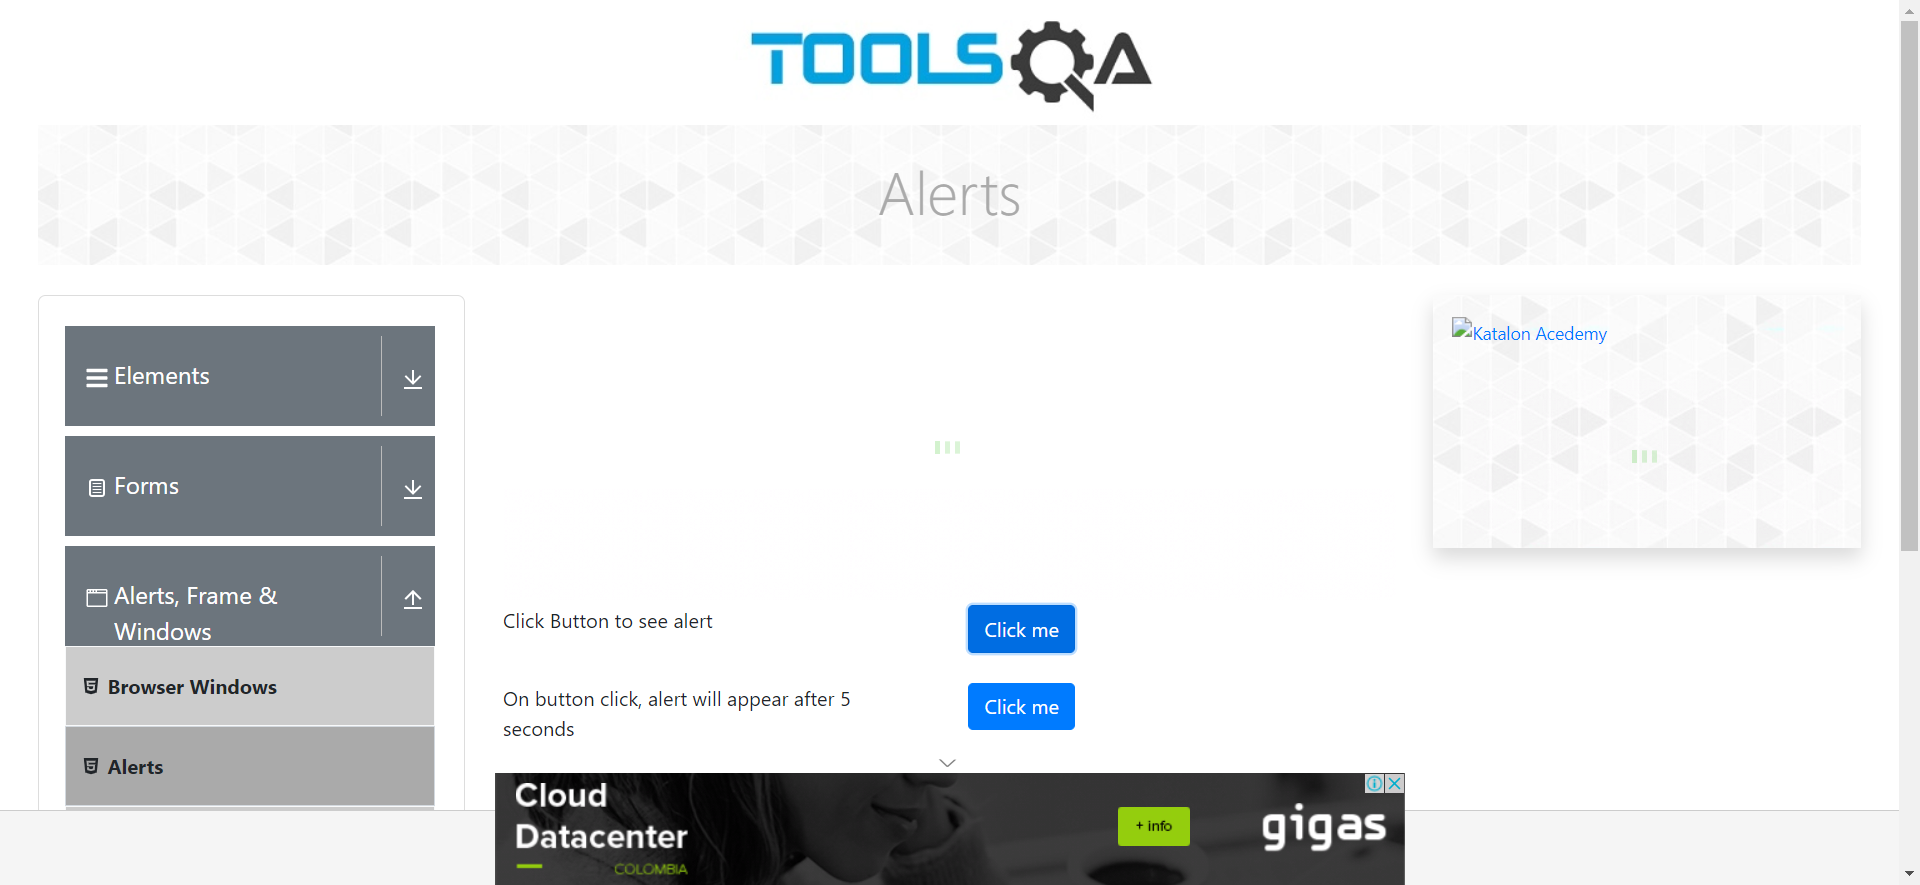 TOOLSQA
Alerts
Elements
Forms
Alerts, Frame &
Windows
Browser Windows
Alerts
Katalon Acedemy
Click Button to see alert
Click me
On button click, alert will appear after 5
seconds
Click me
Cloud
Datacenter
COLOMBIA
+ info
gigas